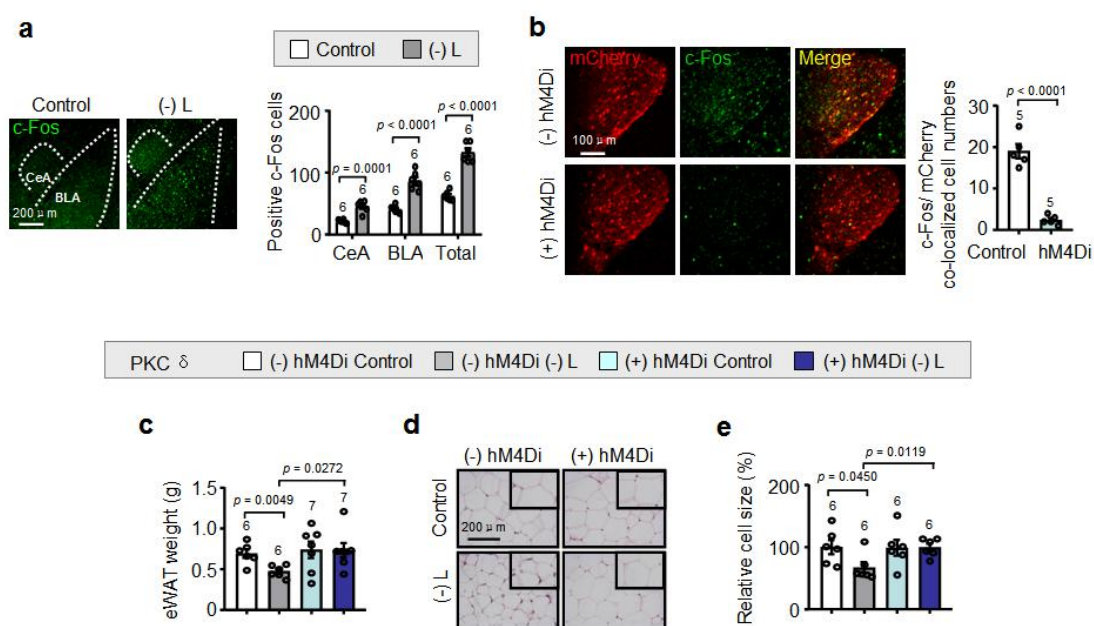 a
Control (-) L
Control (-) L
c-Fos
CeA
BLA
200 μm
Positive c-Fos cells
200
100
0
p = 0.0001
p < 0.0001
p < 0.0001
6 6 6 6 6 6
CeA BLA Total
b
mCherry c-Fos Merge
(-) hM4Di
100 μm
(+) hM4Di
c-Fos/ mCherry
co-localized cell numbers
p < 0.0001
30
20
10
0
5 5
Control hM4Di
PKC δ (-) hM4Di Control (-) hM4Di (-) L (+) hM4Di Control (+) hM4Di (-) L
c
eWAT weight (g)
p = 0.0272
p = 0.0049
1.5
1.0
0.5
0
6 6 7 7
d
(-) hM4Di (+) hM4Di
Control
200 μm
(-) L
e
Relative cell size (%)
p = 0.0119
p = 0.0450
200
100
0
6 6 6 6